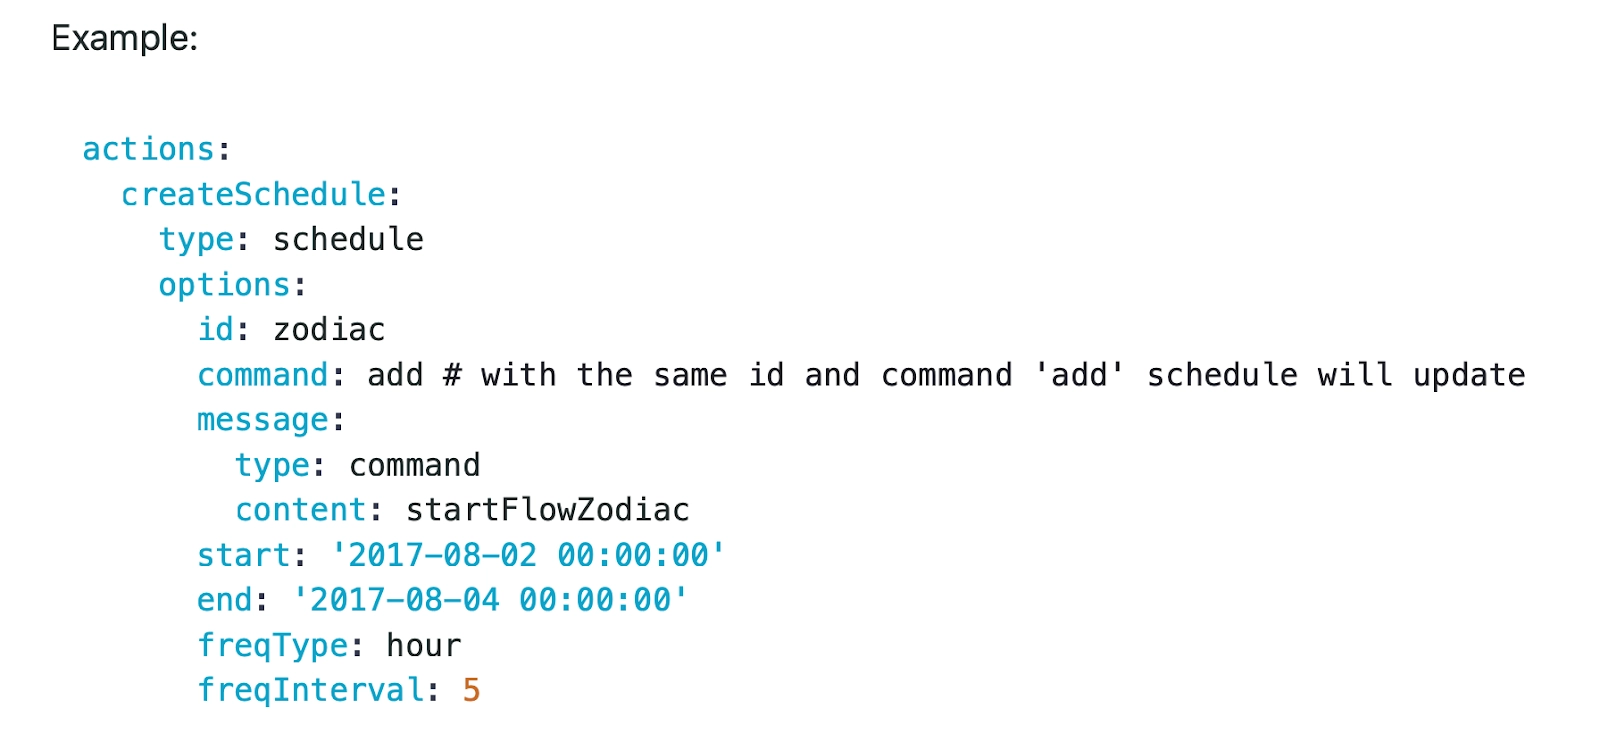 Example:
actions:
createSchedule:
type: schedule
options:
id: zodiac
command: add # with the same id and command 'add' schedule will update
message:
type: command
content: startFlowZodiac
start: '2017-08-02 00:00:00'
end: '2017-08-04 00:00:00'
freqType: hour
freqInterval: 5